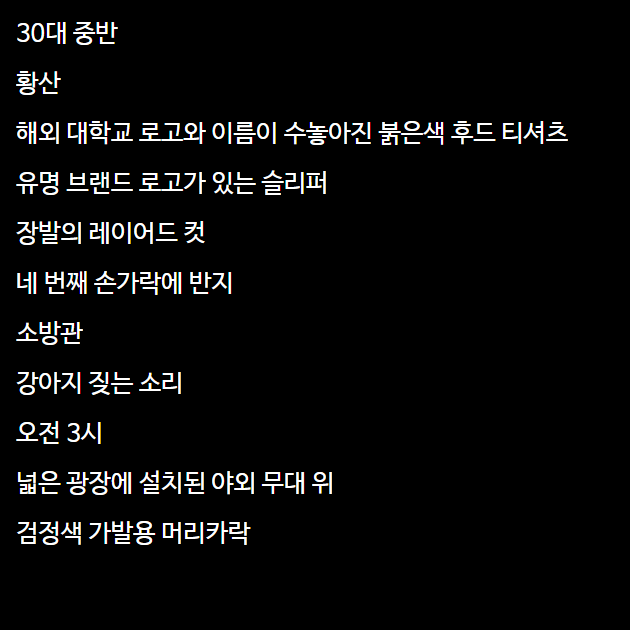 30대 중반
황산
해외 대학교 로고와 이름이 수놓아진 붉은색 후드 티셔츠
유명 브랜드 로고가 있는 슬리퍼
장발의 레이어드 컷
네 번째 손가락에 반지
소방관
강아지 짖는 소리
오전 3시
넓은 광장에 설치된 야외 무대 위
검정색 가발용 머리카락